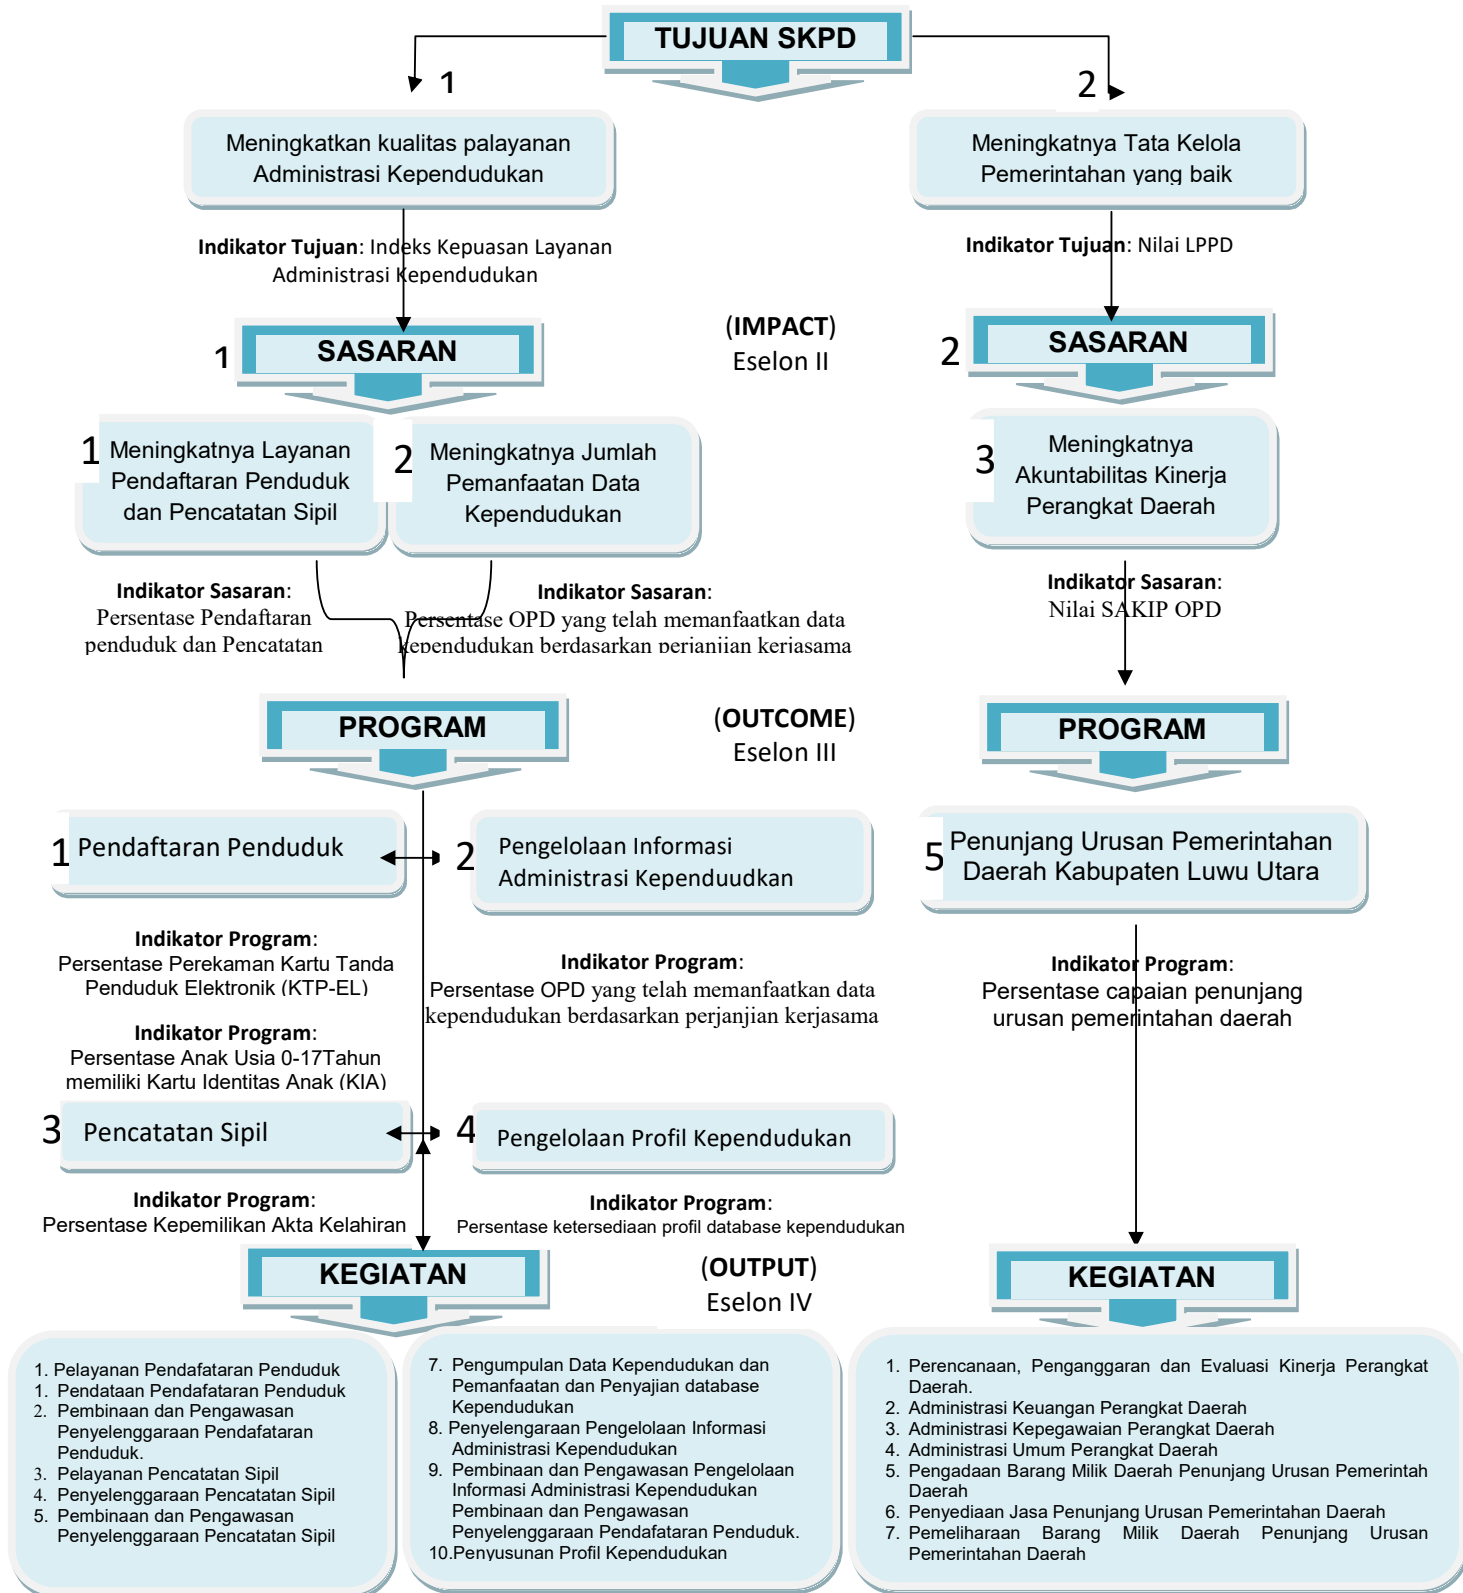 TUJUAN SKPD
1
2
Meningkatkan kualitas palayanan
Administrasi Kependudukan
Meningkatnya Tata Kelola
Pemerintahan yang baik
Indikator Tujuan: Indeks Kepuasan Layanan
Administrasi Kependudukan
Indikator Tujuan: Nilai LPPD
1
SASARAN
(IMPACT)
Eselon II
2
SASARAN
1
Meningkatnya Layanan
Pendaftaran Penduduk
dan Pencatatan Sipil
2
Meningkatnya Jumlah
Pemanfaatan Data
Kependudukan
3
Meningkatnya
Akuntabilitas Kinerja
Perangkat Daerah
Indikator Sasaran:
Persentase Pendaftaran
penduduk dan Pencatatan
Indikator Sasaran:
Persentase OPD yang telah memanfaatkan data
kependudukan berdasarkan perjanjian kerjasama
Indikator Sasaran:
Nilai SAKIP OPD
PROGRAM
(OUTCOME)
Eselon III
PROGRAM
1
Pendaftaran Penduduk
2
Pengelolaan Informasi
Administrasi Kependuudkan
5
Penunjang Urusan Pemerintahan
Daerah Kabupaten Luwu Utara
Indikator Program:
Persentase Perekaman Kartu Tanda
Penduduk Elektronik (KTP-EL)
Indikator Program:
Persentase Anak Usia 0-17Tahun
memiliki Kartu Identitas Anak (KIA)
Indikator Program:
Persentase OPD yang telah memanfaatkan data
kependudukan berdasarkan perjanjian kerjasama
Indikator Program:
Persentase capaian penunjang
urusan pemerintahan daerah
3
Pencatatan Sipil
4
Pengelolaan Profil Kependudukan
Indikator Program:
Persentase Kepemilikan Akta Kelahiran
Indikator Program:
Persentase ketersediaan profil database kependudukan
KEGIATAN
(OUTPUT)
Eselon IV
KEGIATAN
1. Pelayanan Pendafataran Penduduk
1. Pendataan Pendafataran Penduduk
2. Pembinaan dan Pengawasan
Penyelenggaraan Pendafataran
Penduduk.
3. Pelayanan Pencatatan Sipil
4. Penyelenggaraan Pencatatan Sipil
5. Pembinaan dan Pengawasan
Penyelenggaraan Pencatatan Sipil
7. Pengumpulan Data Kependudukan dan
Pemanfaatan dan Penyajian database
Kependudukan
8. Penyelengaraan Pengelolaan Informasi
Administrasi Kependudukan
9. Pembinaan dan Pengawasan Pengelolaan
Informasi Administrasi Kependudukan
Pembinaan dan Pengawasan
Penyelenggaraan Pendafataran Penduduk.
10.Penyusunan Profil Kependudukan
1. Perencanaan, Penganggaran dan Evaluasi Kinerja Perangkat
Daerah.
2. Administrasi Keuangan Perangkat Daerah
3. Administrasi Kepegawaian Perangkat Daerah
4. Administrasi Umum Perangkat Daerah
5. Pengadaan Barang Milik Daerah Penunjang Urusan Pemerintah
Daerah
6. Penyediaan Jasa Penunjang Urusan Pemerintahan Daerah
7. Pemeliharaan Barang Milik Daerah Penunjang Urusan
Pemerintahan Daerah